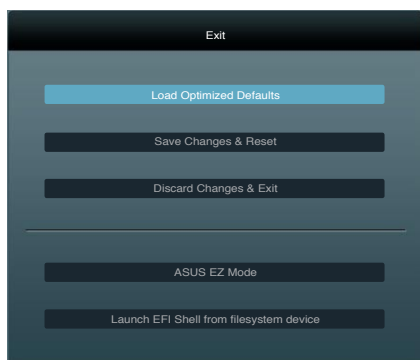 Exit
Load Optimized Defaults
Save Changes & Reset
Discard Changes & Exit
ASUS EZ Mode
Launch EFI Shell from filesystem device